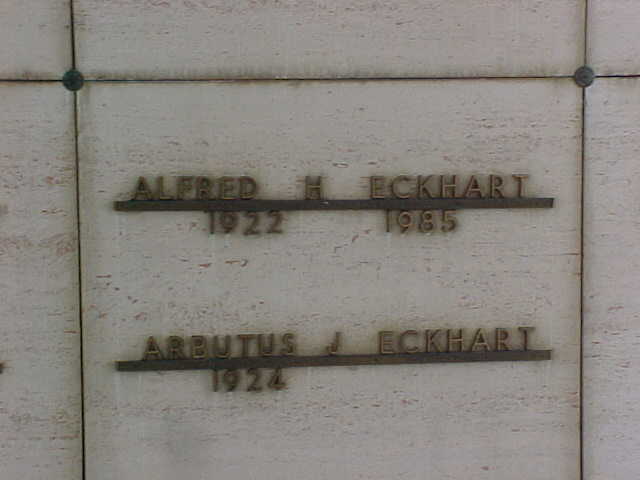 ALFRED H ECKHART
1922 1985
ARBUTUS J ECKHART
1924